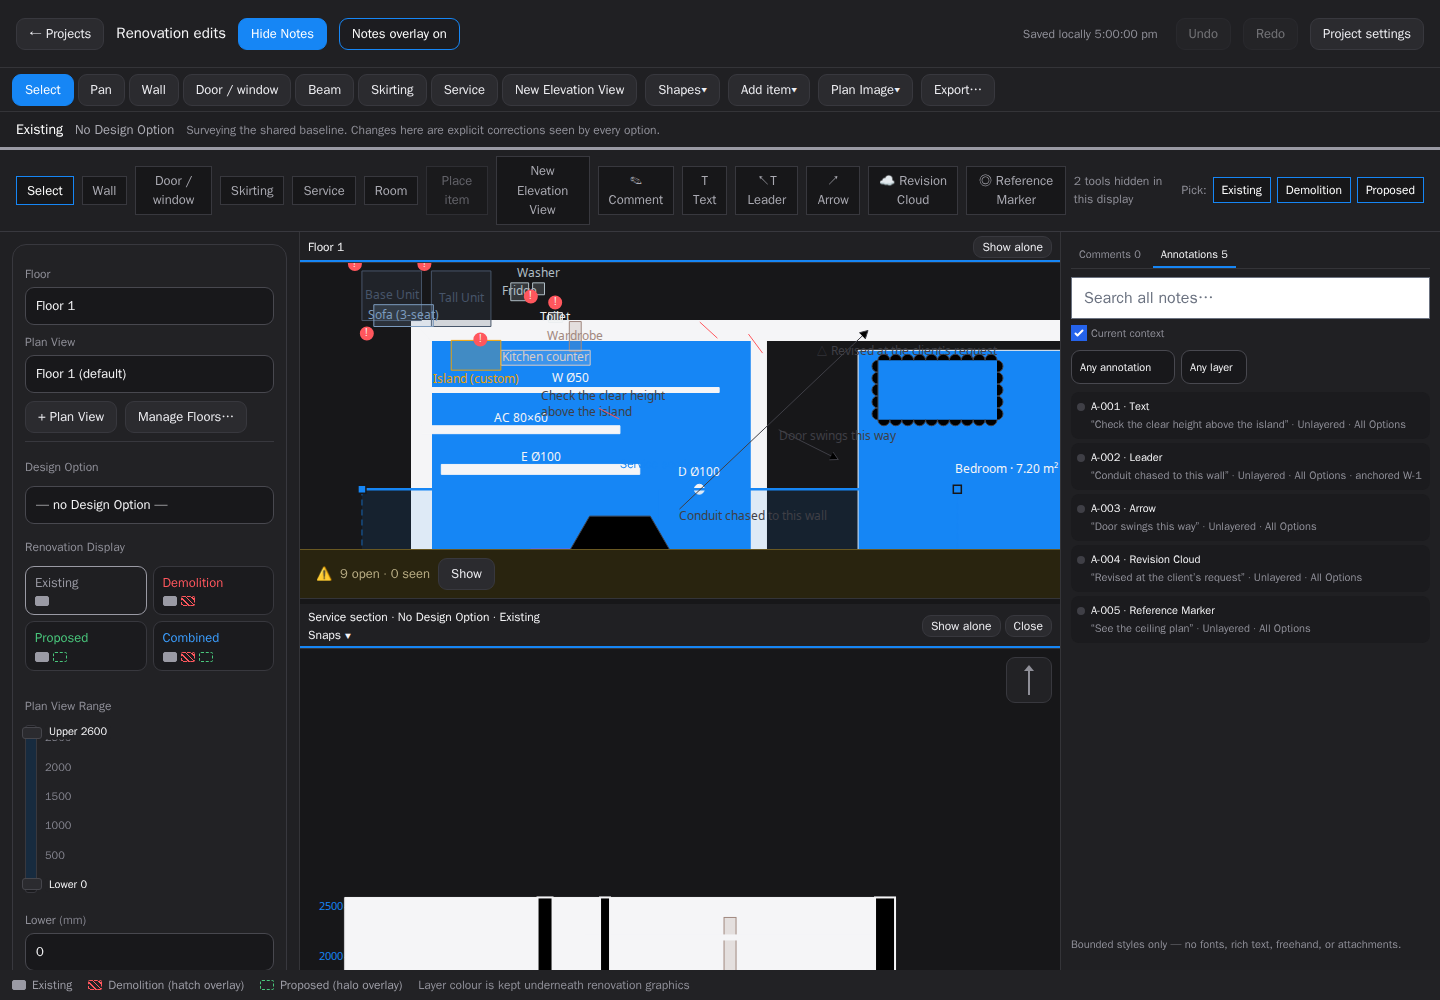 ← Projects
Renovation edits
Hide Notes
Notes overlay on
Saved locally 5:00:00 pm
Undo
Redo
Project settings
Select
Pan
Wall
Door / window
Beam
Skirting
Service
New Elevation View
Shapes▾
Add item▾
Plan Image▾
Export⋯
Existing
No Design Option
Surveying the shared baseline. Changes here are explicit corrections seen by every option.
Select
Wall
Door /
window
Skirting
Service
Room
Place
item
New
Elevation
View
✎
Comment
T
Text
↖T
Leader
↗
Arrow
☁️ Revision
Cloud
◎ Reference
Marker
2 tools hidden in
this display
Pick:
Existing
Demolition
Proposed
Floor
Floor 1
Plan View
Floor 1 (default)
+ Plan View
Manage Floors⋯
Design Option
— no Design Option —
Renovation Display
Existing
Demolition
Proposed
Combined
Plan View Range
Upper 2600
2000
1500
1000
500
Lower 0
Lower (mm)
0
Floor 1
Show alone
Washer
Fridge
Base Unit
Tall Unit
Sofa (3-seat)
Toilet
Wardrobe
Kitchen counter
Island (custom)
W Ø50
Check the clear height
above the island
AC 80×60
E Ø100
D Ø100
△ Revised at the client's request
Door swings this way
Bedroom · 7.20 m²
Conduit chased to this wall
⚠️ 9 open · 0 seen
Show
Service section · No Design Option · Existing
Snaps ▾
Show alone
Close
↑
2500
2000
Comments 0
Annotations 5
Search all notes⋯
Current context
Any annotation
Any layer
A-001 · Text
"Check the clear height above the island" · Unlayered · All Options
A-002 · Leader
"Conduit chased to this wall" · Unlayered · All Options · anchored W-1
A-003 · Arrow
"Door swings this way" · Unlayered · All Options
A-004 · Revision Cloud
"Revised at the client's request" · Unlayered · All Options
A-005 · Reference Marker
"See the ceiling plan" · Unlayered · All Options
Bounded styles only — no fonts, rich text, freehand, or attachments.
Existing
Demolition (hatch overlay)
Proposed (halo overlay)
Layer colour is kept underneath renovation graphics